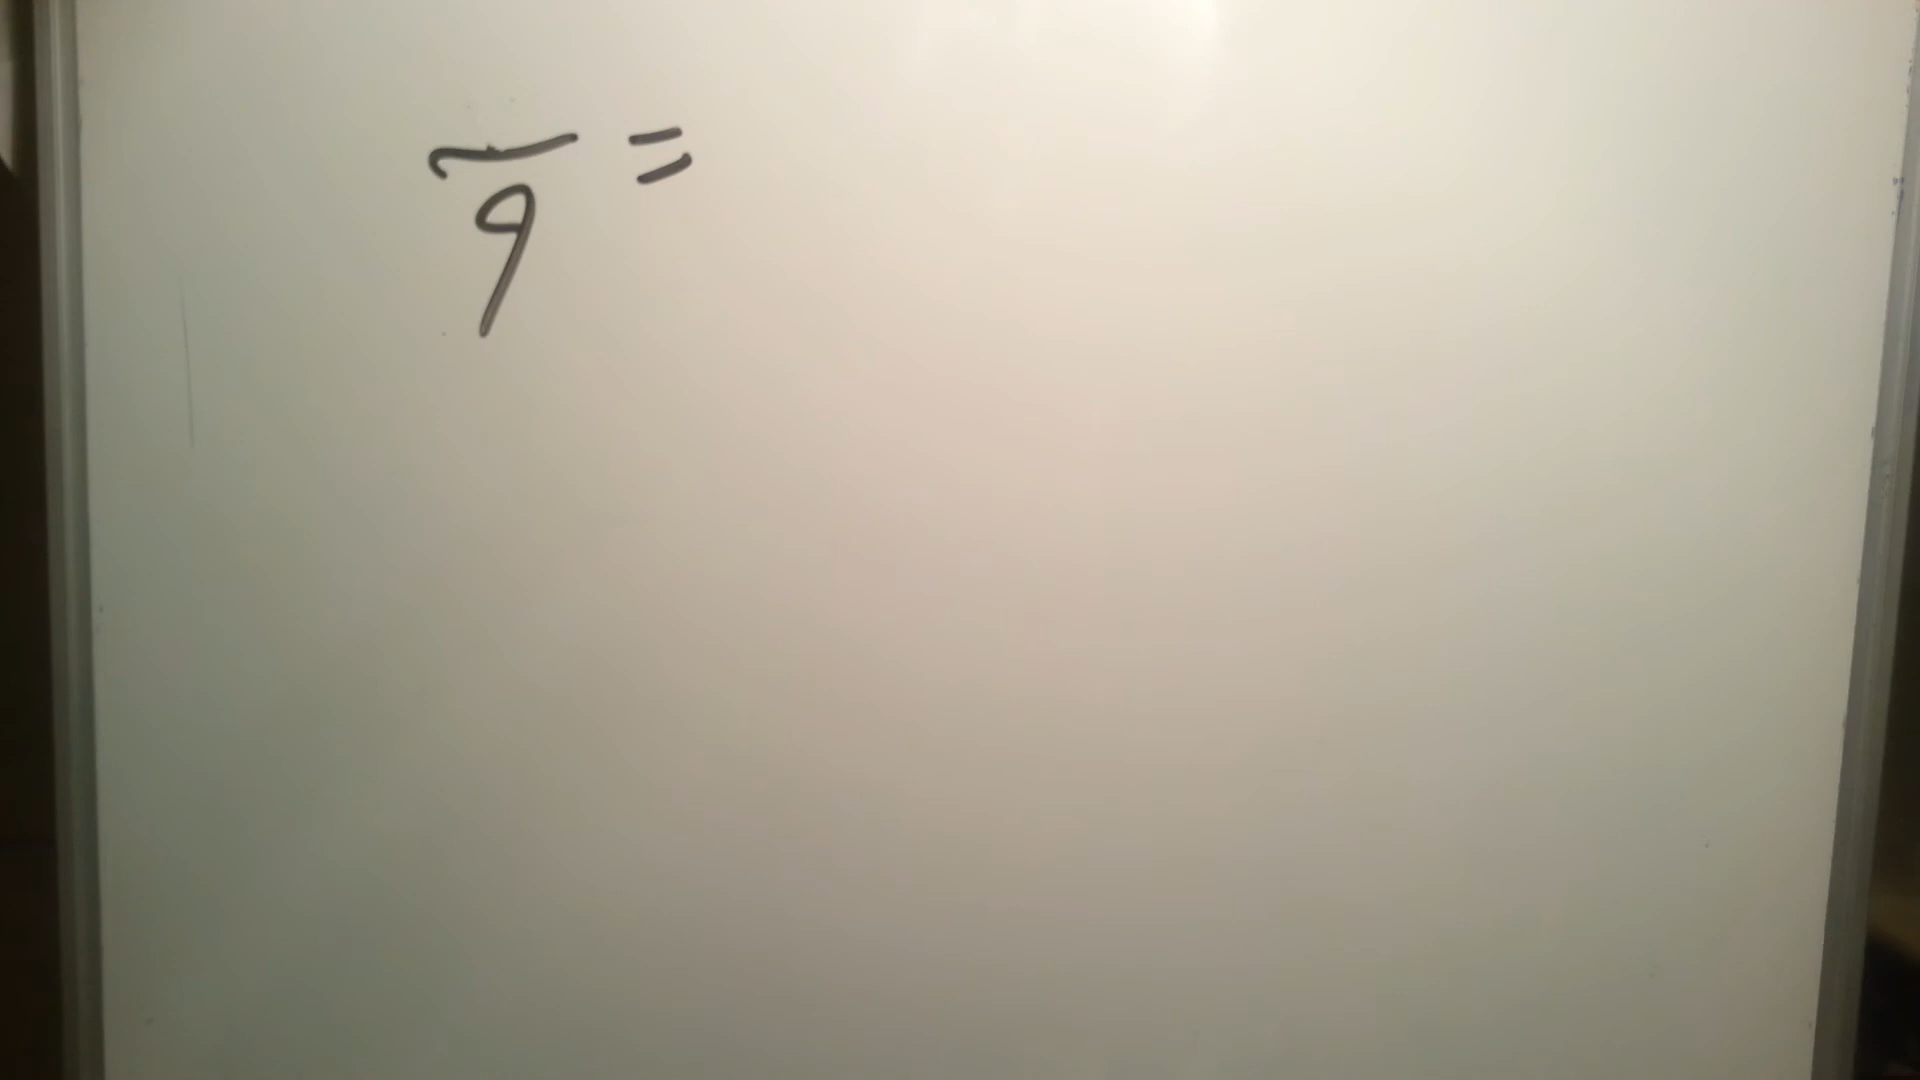 ― 
9 =